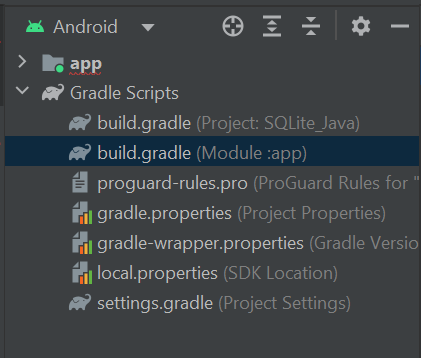 Android
app
Gradle Scripts
build.gradle (Project: SQLite_Java)
build.gradle (Module :app)
proguard-rules.pro (ProGuard Rules for "
gradle.properties (Project Properties)
gradle-wrapper.properties (Gradle Versio
local.properties (SDK Location)
settings.gradle (Project Settings)